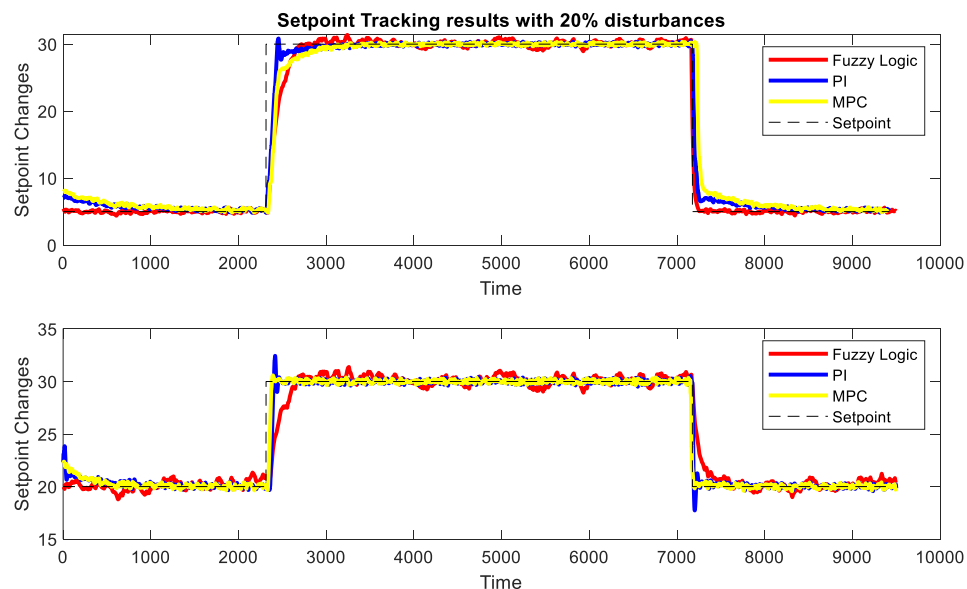 Setpoint Tracking results with 20% disturbances
30
20
10
0
Setpoint Changes
Fuzzy Logic
PI
MPC
Setpoint
0 1000 2000 3000 4000 5000 6000 7000 8000 9000 10000
Time
35
30
25
20
15
Setpoint Changes
Fuzzy Logic
PI
MPC
Setpoint
0 1000 2000 3000 4000 5000 6000 7000 8000 9000 10000
Time